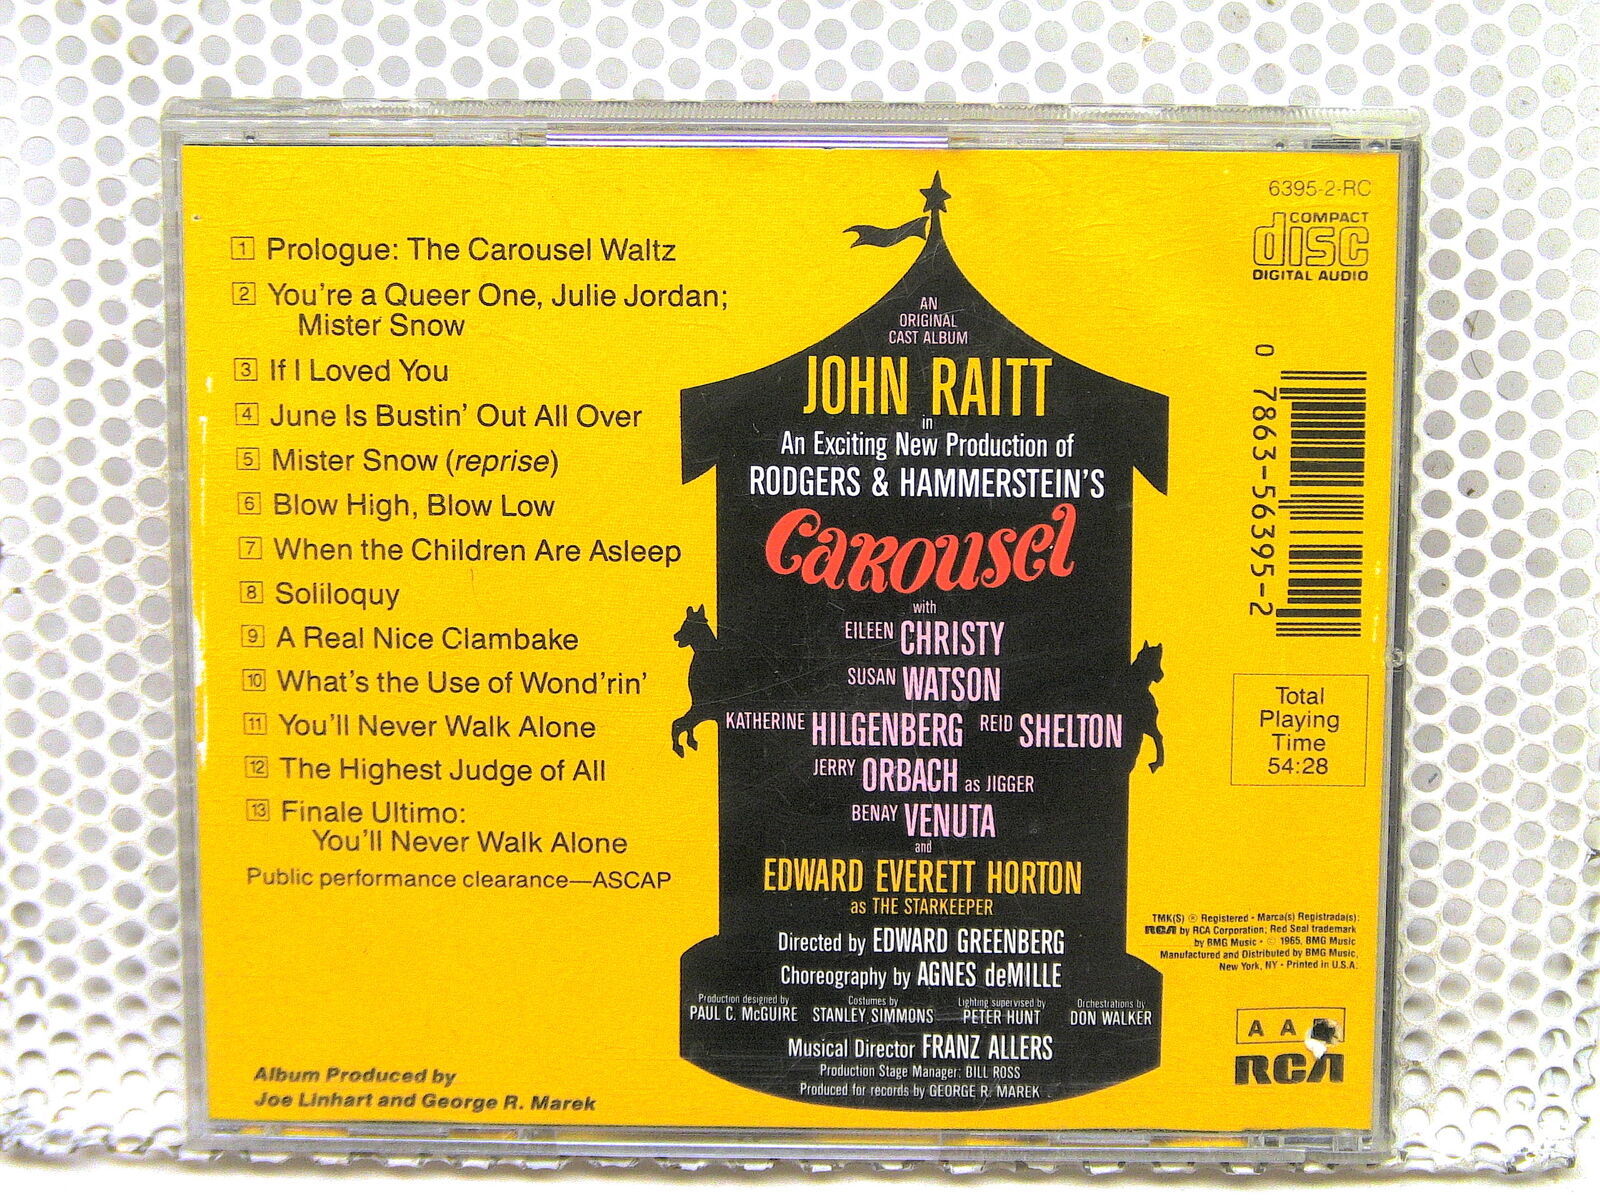 1 Prologue: The Carousel Waltz
2 You're a Queer One, Julie Jordan;
Mister Snow
3 If I Loved You
4 June Is Bustin' Out All Over
5 Mister Snow (reprise)
6 Blow High, Blow Low
7 When the Children Are Asleep
8 Soliloquy
9 A Real Nice Clambake
10 What's the Use of Wond'rin'
11 You'll Never Walk Alone
12 The Highest Judge of All
13 Finale Ultimo:
You'll Never Walk Alone
Public performance clearance—ASCAP
Album Produced by
Joe Linhart and George R. Marek
AN
ORIGINAL
CAST ALBUM
JOHN RAITT
in
An Exciting New Production of
RODGERS & HAMMERSTEIN'S
Carousel
with
EILEEN CHRISTY
SUSAN WATSON
KATHERINE HILGENBERG REID SHELTON
JERRY ORBACH as JIGGER
BENAY VENUTA
and
EDWARD EVERETT HORTON
as THE STARKEEPER
Directed by EDWARD GREENBERG
Choreography by AGNES deMILLE
Production designed by
PAUL C. McGUIRE
Costumes by
STANLEY SIMMONS
Lighting supervised by
PETER HUNT
Orchestrations by
DON WALKER
Musical Director FRANZ ALLERS
Production Stage Manager: BILL ROSS
Produced for records by GEORGE R. MAREK
6395-2-RC
COMPACT
disc
DIGITAL AUDIO
0 7863-56395-2
Total
Playing
Time
54:28
TMK(S) ® Registered • Marca(s) Registrada(s):
RCA by RCA Corporation; Red Seal trademark
by BMG Music • © 1965, BMG Music
Manufactured and Distributed by BMG Music,
New York, NY • Printed in U.S.A.
A A
RCA